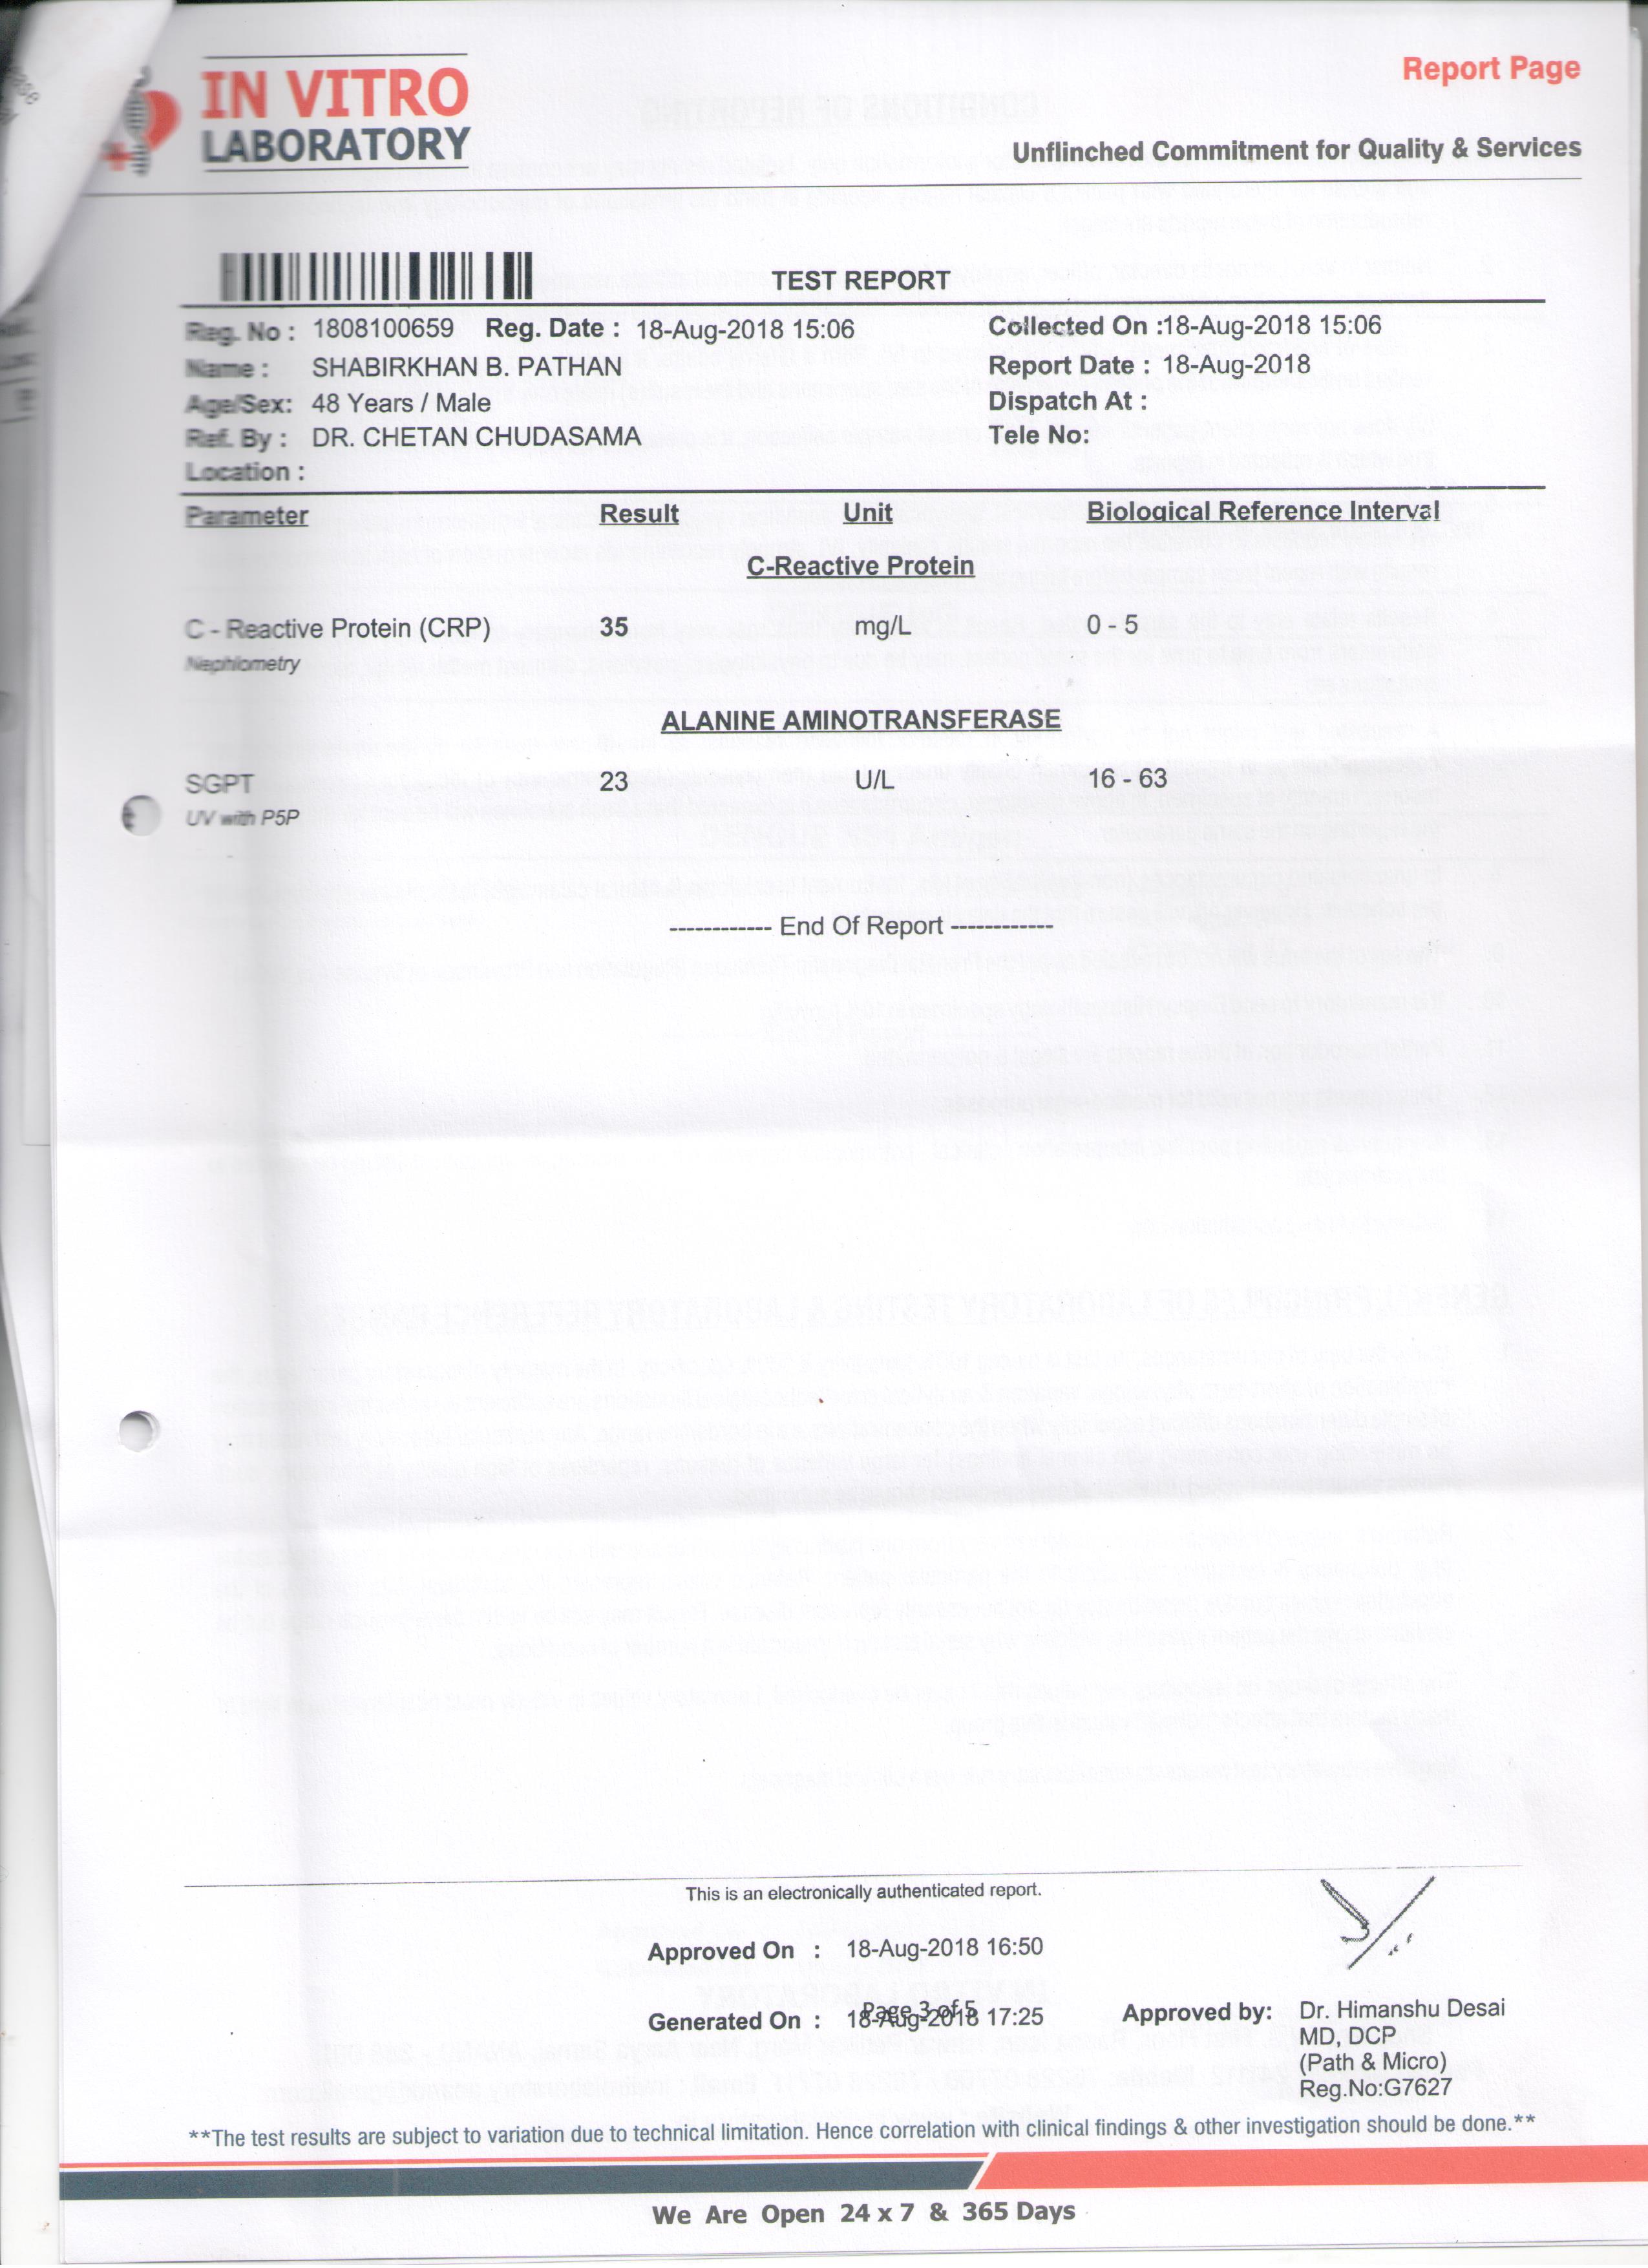 IN VITRO
LABORATORY
Report Page
Unflinched Commitment for Quality & Services
TEST REPORT
Reg. No : 1808100659 Reg. Date : 18-Aug-2018 15:06 Collected On :18-Aug-2018 15:06
Name : SHABIRKHAN B. PATHAN Report Date : 18-Aug-2018
Age/Sex: 48 Years / Male Dispatch At :
Ref. By : DR. CHETAN CHUDASAMA Tele No:
Location :
Parameter Result Unit Biological Reference Interval
C-Reactive Protein
C - Reactive Protein (CRP) 35 mg/L 0 - 5
Nephlometry
ALANINE AMINOTRANSFERASE
SGPT 23 U/L 16 - 63
UV with P5P
------------ End Of Report ------------
This is an electronically authenticated report.
Approved On : 18-Aug-2018 16:50
Page 3 of 5
Generated On : 18-Aug-2018 17:25 Approved by: Dr. Himanshu Desai
MD, DCP
(Path & Micro)
Reg.No:G7627
**The test results are subject to variation due to technical limitation. Hence correlation with clinical findings & other investigation should be done.**
We Are Open 24 x 7 & 365 Days